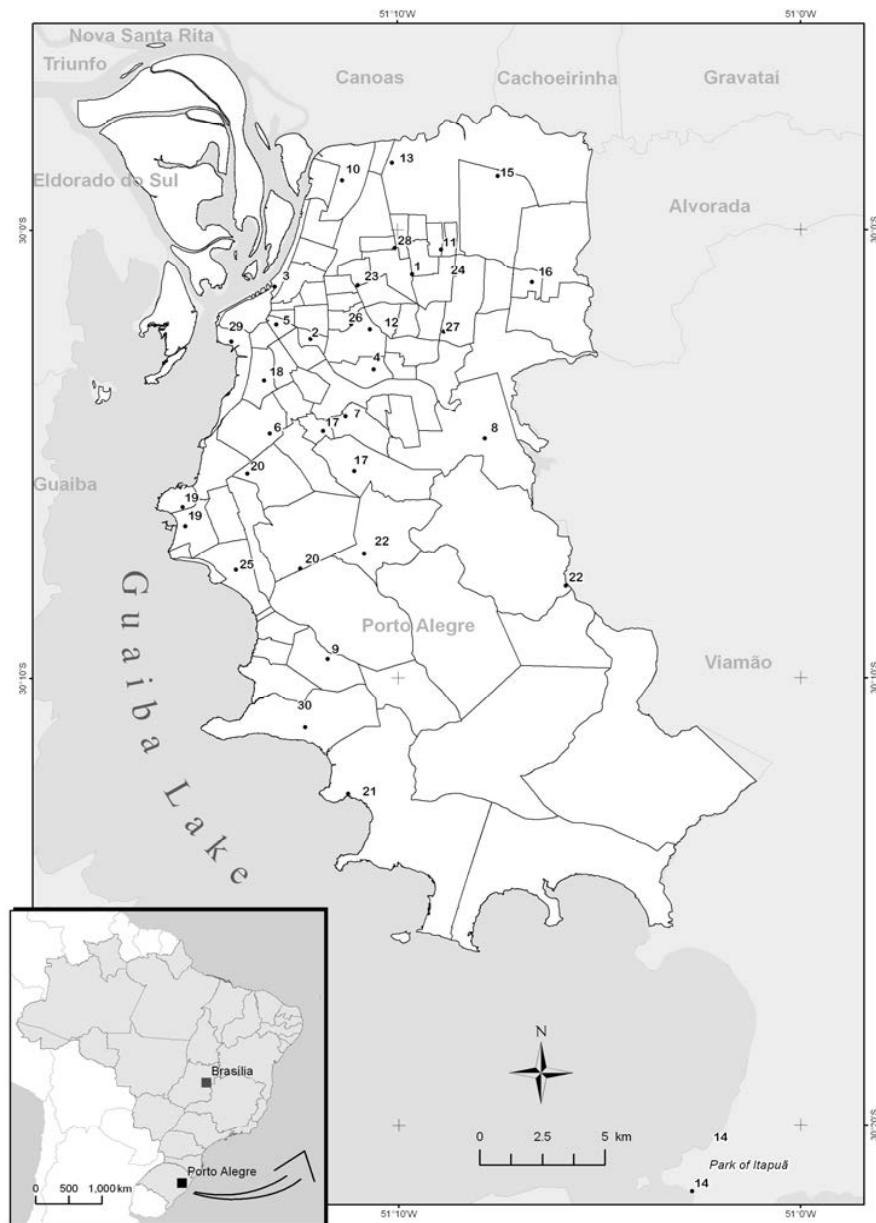 51°10'W
51°0'W
Nova Santa Rita
Triunfo
Canoas
Cachoeirinha
Gravataí
13
10
15
Eldorado do Sul
Alvorada
30°0'S
30°0'S
28
11
1
24
23
16
3
5
26
12
27
29
2
4
18
7
17
6
8
17
20
Guaiba
19
19
22
25
20
22
Porto Alegre
9
Viamão
30°10'S
30°10'S
30
21
Guaiba Lake
N
Brasília
Porto Alegre
0 500 1,000 km
0 2.5 5 km
30°20'S
14
Park of Itapuã
14
51°10'W
51°0'W